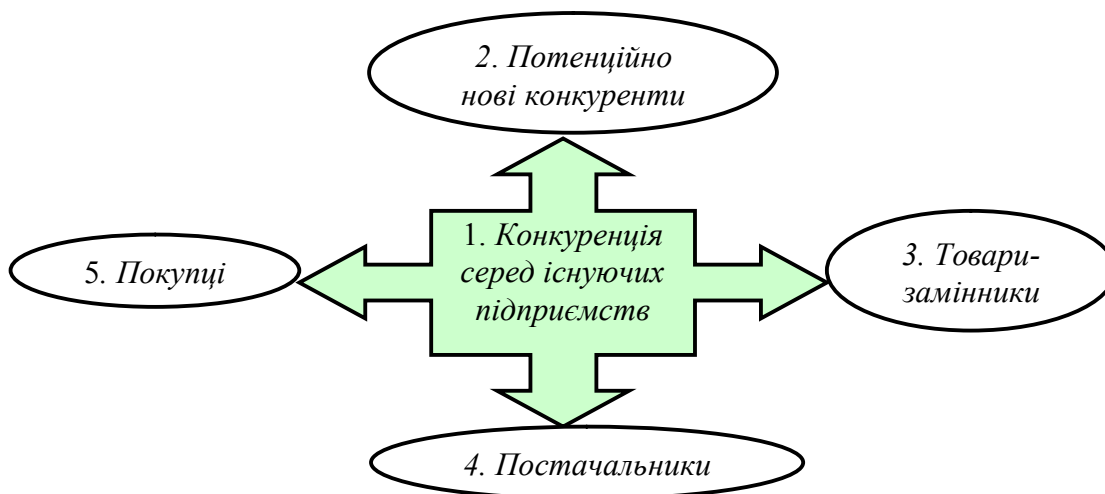 2. Потенційно
нові конкуренти
1. Конкуренція
серед існуючих
підприємств
5. Покупці
3. Товари-
замінники
4. Постачальники